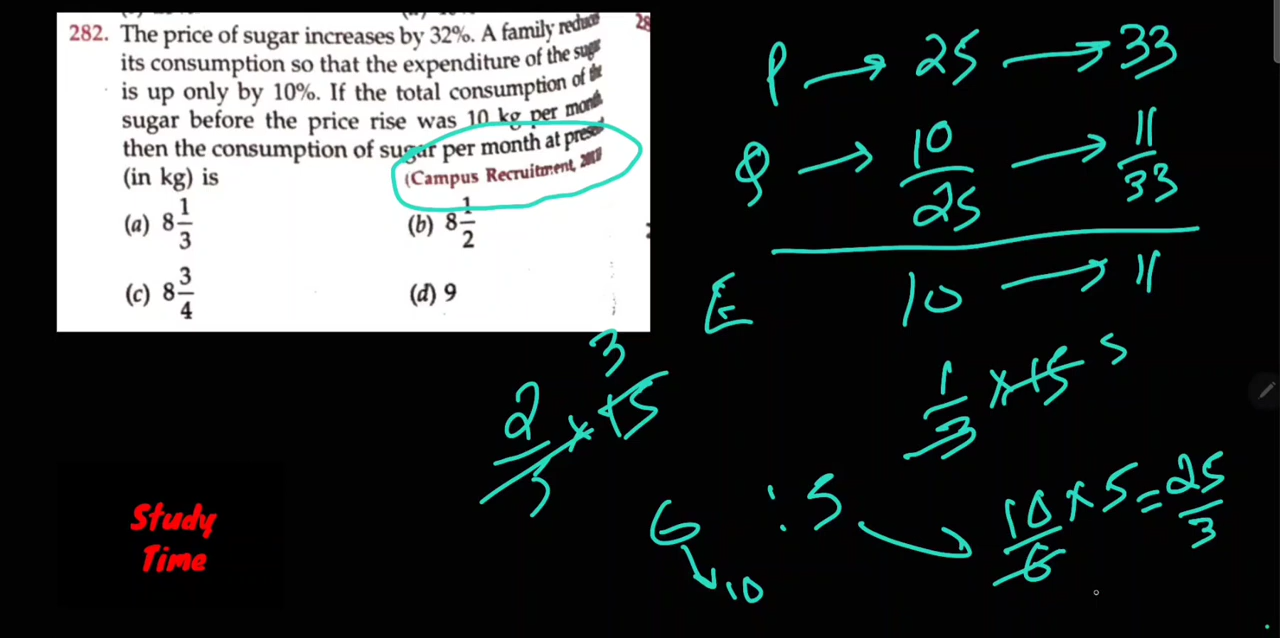 282. The price of sugar increases by 32%. A family reduces
its consumption so that the expenditure of the sugar
is up only by 10%. If the total consumption of the
sugar before the price rise was 10 kg per month,
then the consumption of sugar per month at present
(in kg) is
(Campus Recruitment,
(a) 8 1/3
(b) 8 1/2
(c) 8 3/4
(d) 9
P → 25 → 33
Q → 10/25 → 11/33
E 10 → 11
1/3 × 15 5
2/5 × 15 3
6 : 5
10
10/6 × 5 = 25/3
Study
Time